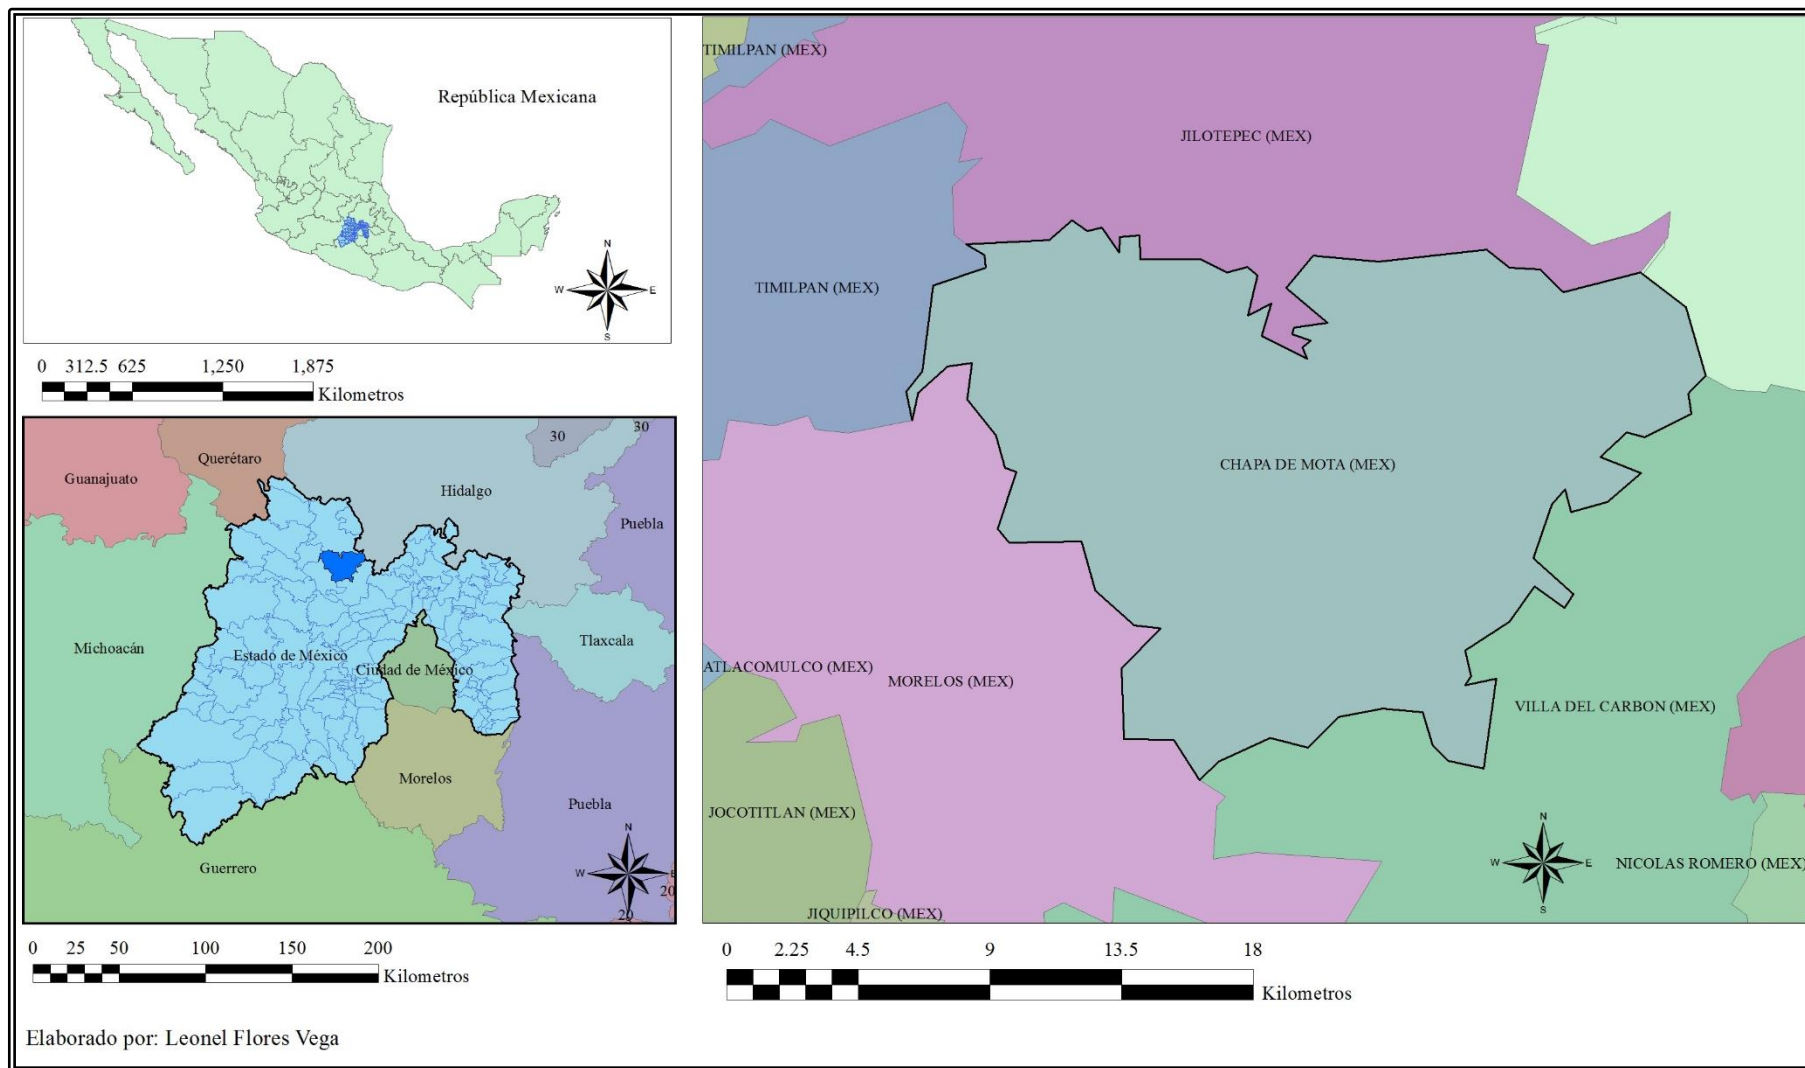 República Mexicana
N
W E
S
0 312.5 625 1,250 1,875
Kilometros
30
30
Querétaro
Guanajuato
Hidalgo
Puebla
Tlaxcala
Michoacán
Estado de México
Ciudad de México
Morelos
Puebla
Guerrero
N
W E
20
20
0 25 50 100 150 200
Kilometros
Elaborado por: Leonel Flores Vega
TIMILPAN (MEX)
JILOTEPEC (MEX)
TIMILPAN (MEX)
CHAPA DE MOTA (MEX)
ATLACOMULCO (MEX)
MORELOS (MEX)
VILLA DEL CARBON (MEX)
JOCOTITLAN (MEX)
NICOLAS ROMERO (MEX)
JIQUIPILCO (MEX)
N
W E
S
0 2.25 4.5 9 13.5 18
Kilometros